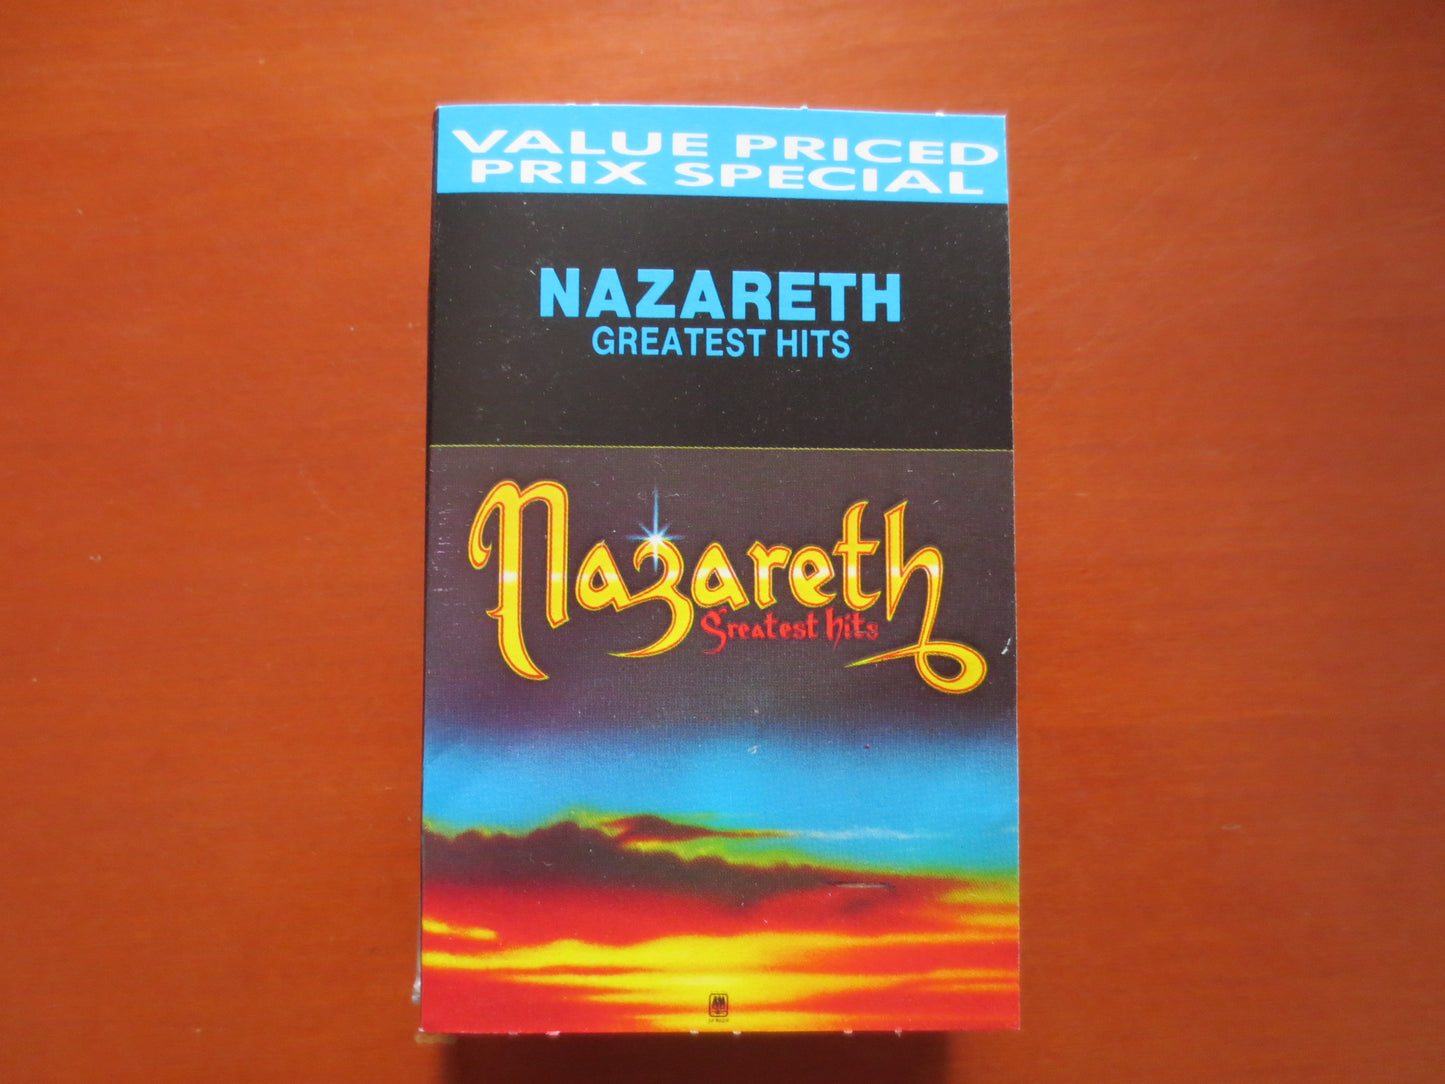 VALUE PRICED
PRIX SPECIAL
NAZARETH
GREATEST HITS
Nazareth
Greatest hits